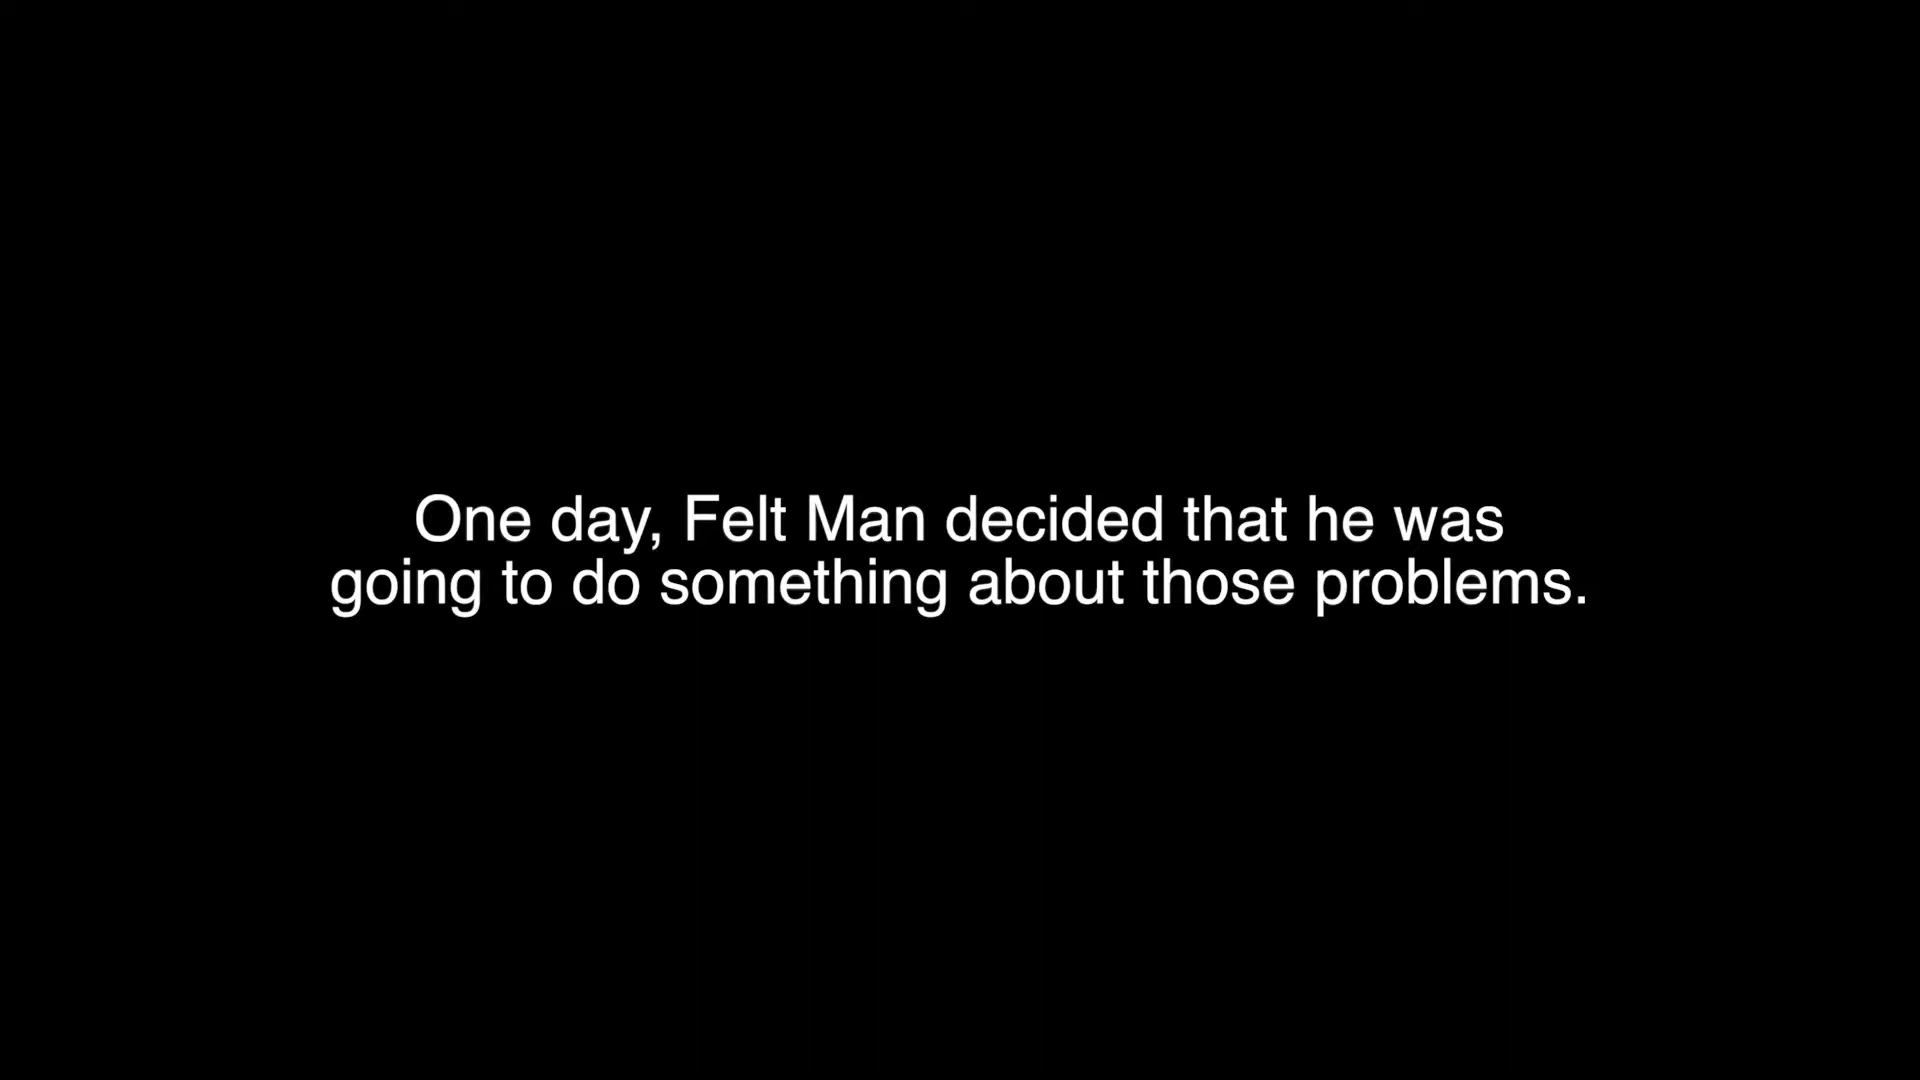 One day, Felt Man decided that he was
going to do something about those problems.